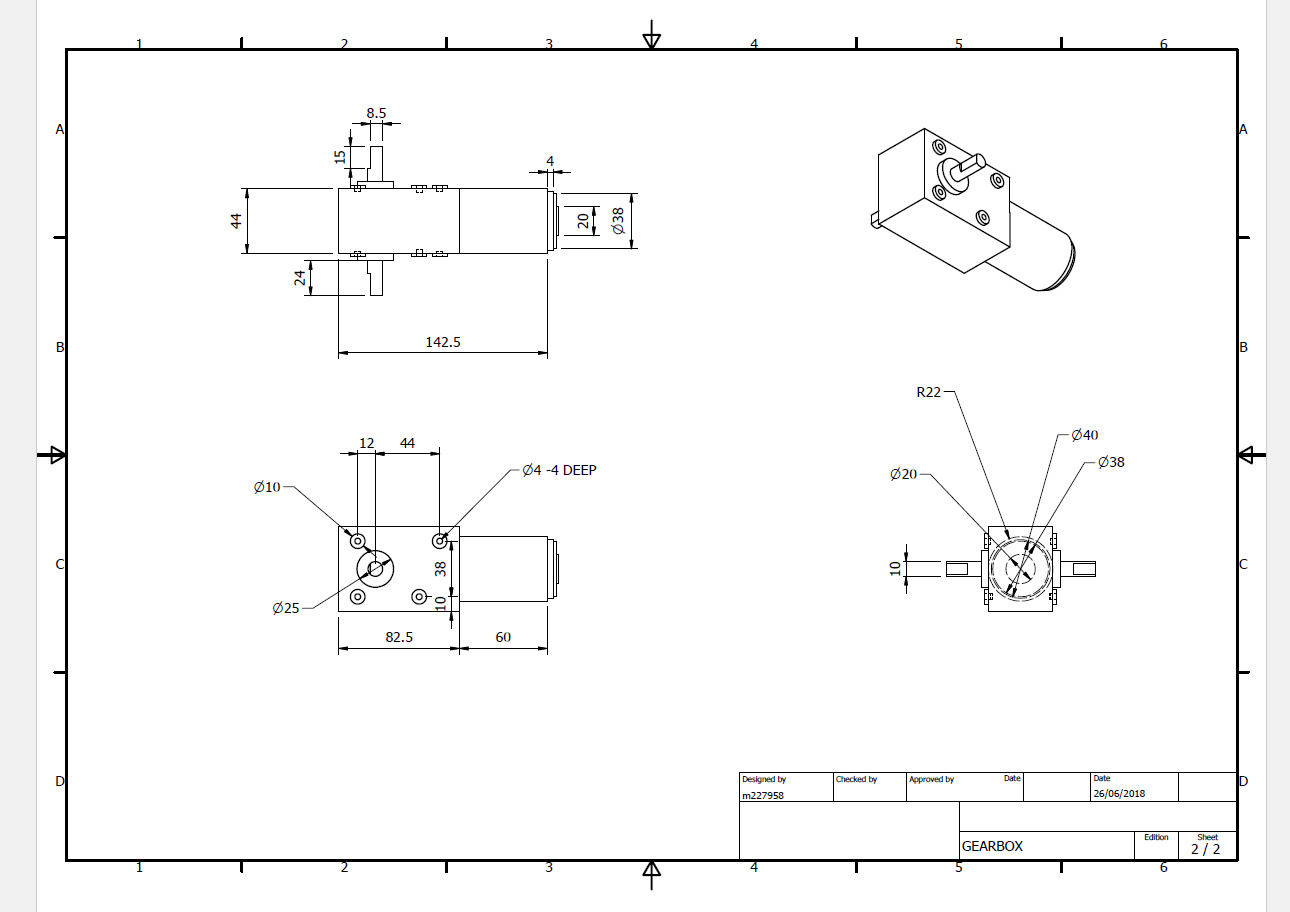 1 2 3 4 5 6
A A
8.5
15
4
44
20
Ø38
24
B B
142.5
R22
12 44
Ø40
Ø4 -4 DEEP
Ø38
Ø10
Ø20
C C
38
10
10
Ø25
82.5 60
D D
Designed by Checked by Approved by Date Date
m227958 26/06/2018
Edition Sheet
GEARBOX 2 / 2
1 2 3 4 5 6